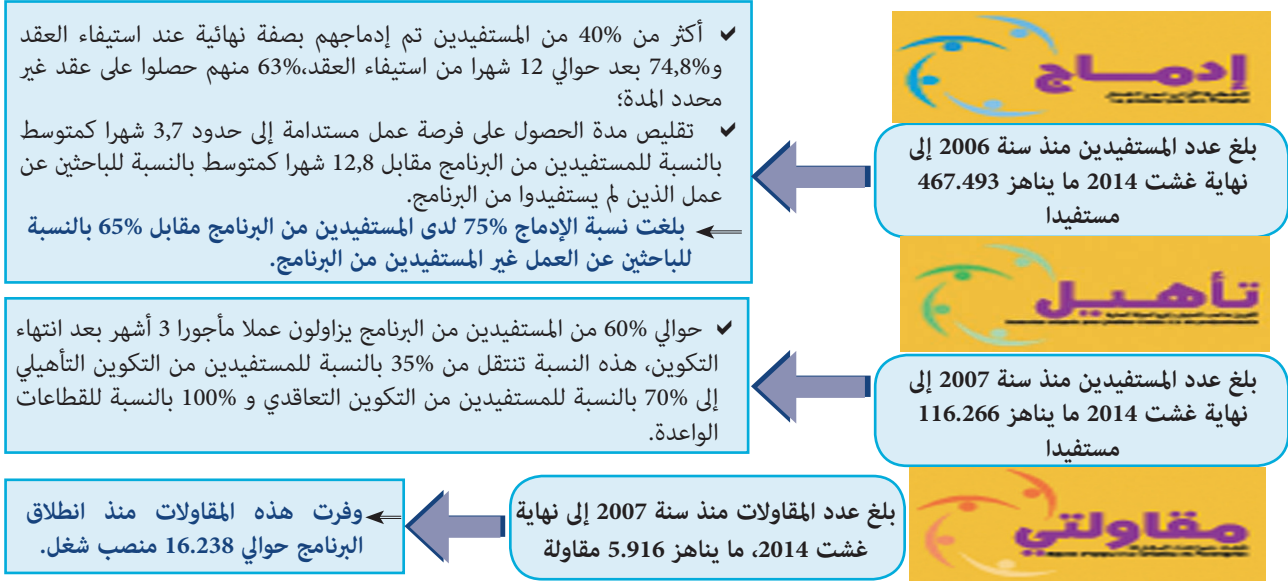 إدماج
بلغ عدد المستفيدين منذ سنة 2006 إلى
نهاية غشت 2014 ما يناهز 467.493
مستفيدا
✔ أكثر من 40% من المستفيدين تم إدماجهم بصفة نهائية عند استيفاء العقد
و74,8% بعد حوالي 12 شهرا من استيفاء العقد،63% منهم حصلوا على عقد غير
محدد المدة؛
✔ تقليص مدة الحصول على فرصة عمل مستدامة إلى حدود 3,7 شهرا كمتوسط
بالنسبة للمستفيدين من البرنامج مقابل 12,8 شهرا كمتوسط بالنسبة للباحثين عن
عمل الذين لم يستفيدوا من البرنامج.
بلغت نسبة الإدماج 75% لدى المستفيدين من البرنامج مقابل 65% بالنسبة
للباحثين عن العمل غير المستفيدين من البرنامج.
تأهيل
بلغ عدد المستفيدين منذ سنة 2007 إلى
نهاية غشت 2014 ما يناهز 116.266
مستفيدا
✔ حوالي 60% من المستفيدين من البرنامج يزاولون عملا مأجورا 3 أشهر بعد انتهاء
التكوين، هذه النسبة تنتقل من 35% بالنسبة للمستفيدين من التكوين التأهيلي
إلى 70% بالنسبة للمستفيدين من التكوين التعاقدي و 100% بالنسبة للقطاعات
الواعدة.
مقاولتي
بلغ عدد المقاولات منذ سنة 2007 إلى نهاية
غشت 2014، ما يناهز 5.916 مقاولة
وفرت هذه المقاولات منذ انطلاق
البرنامج حوالي 16.238 منصب شغل.